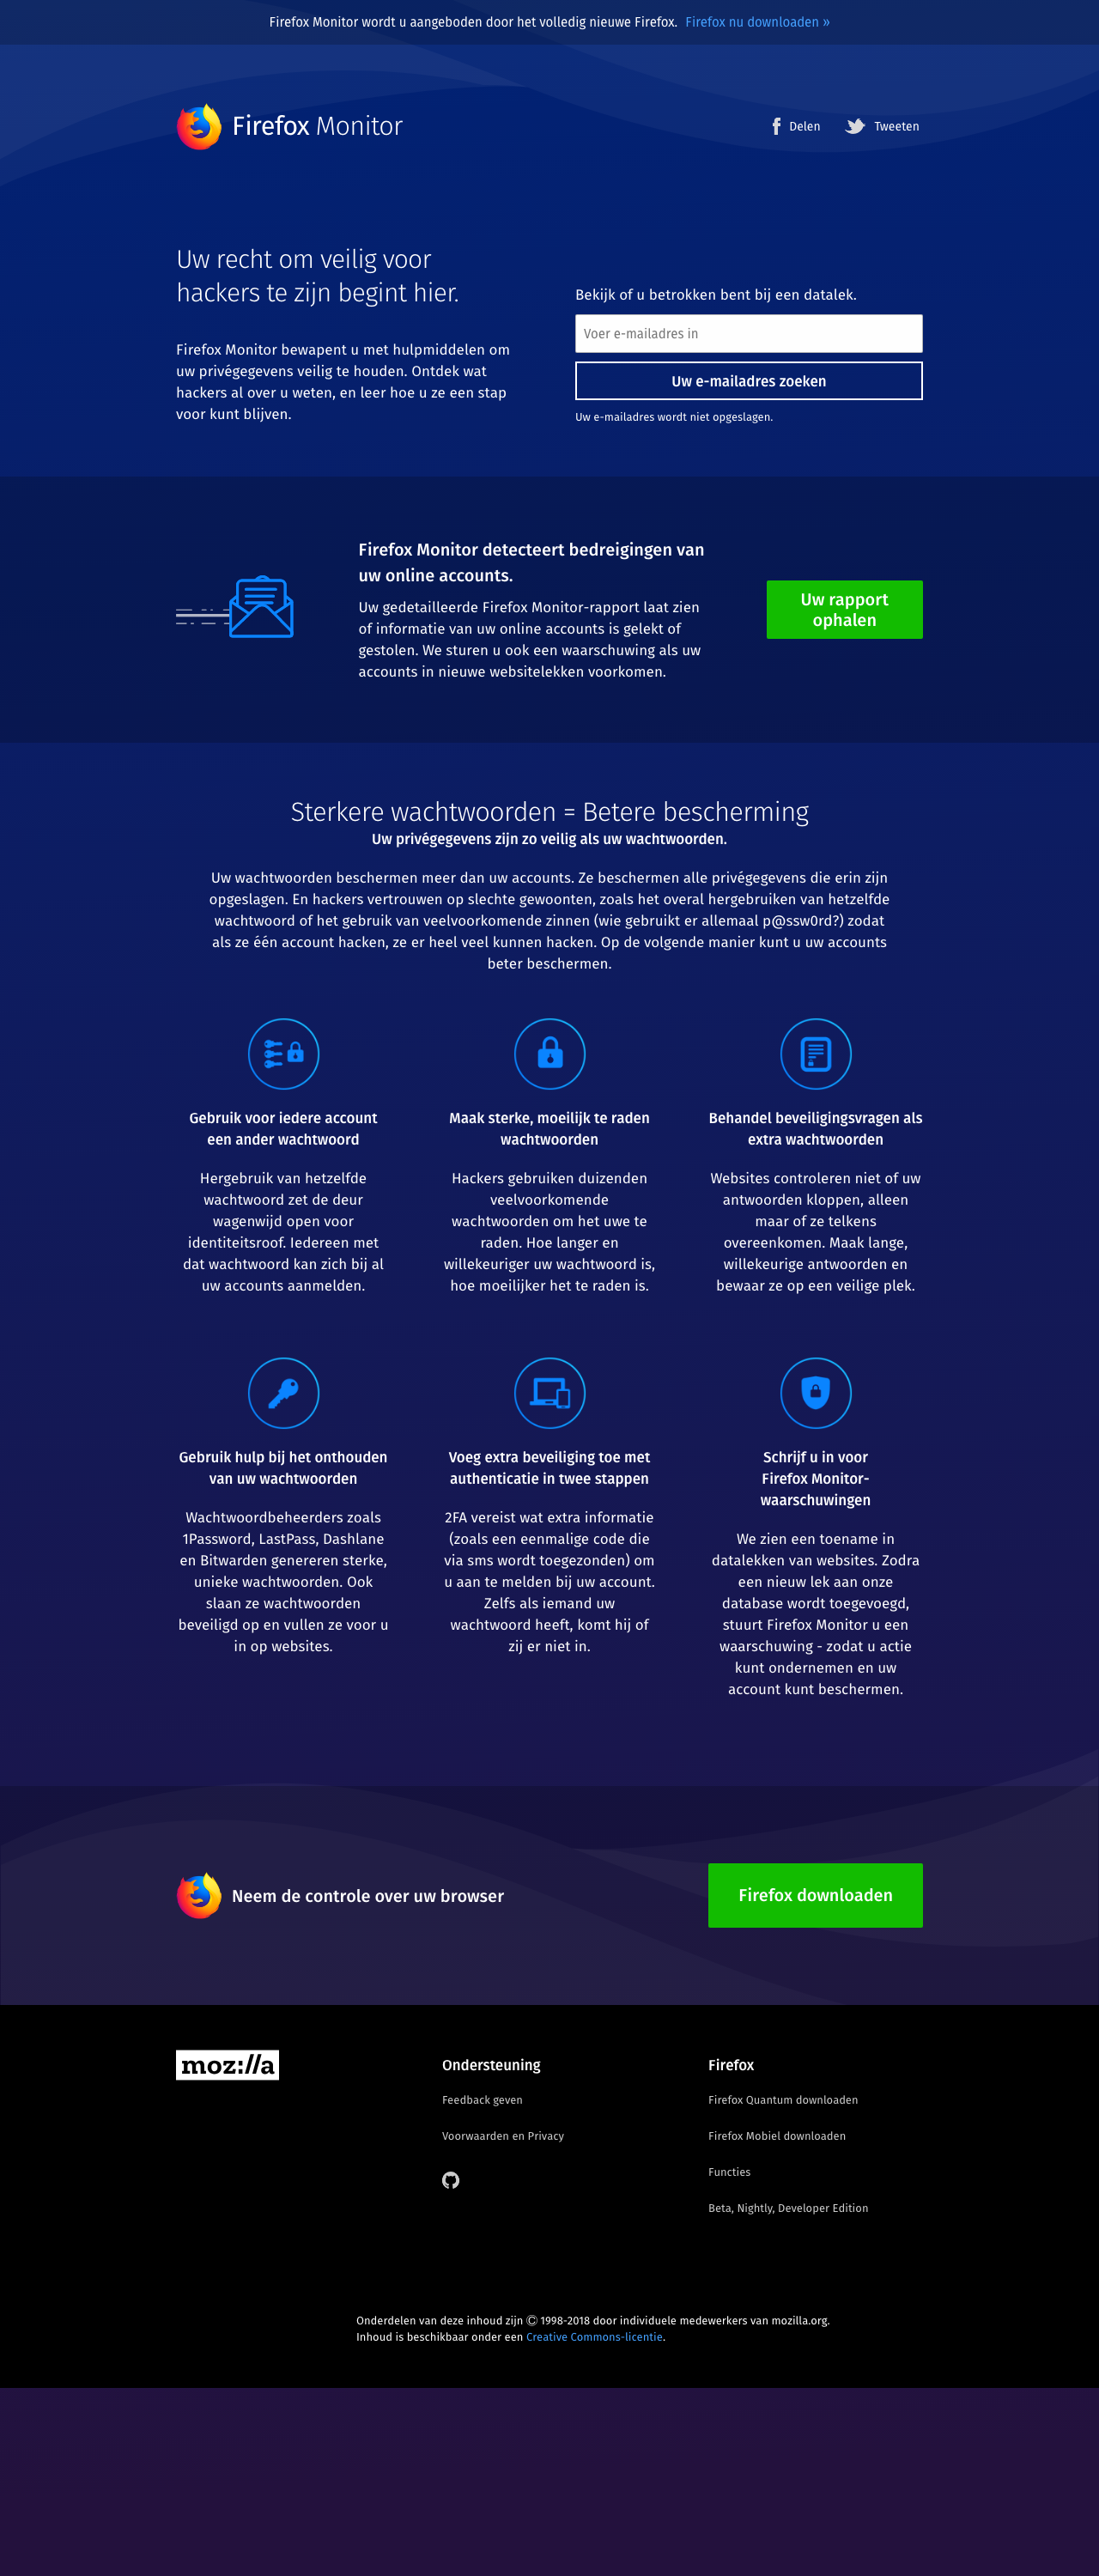 Firefox Monitor wordt u aangeboden door het volledig nieuwe Firefox. Firefox nu downloaden »
Firefox Monitor
Delen
Tweeten
Uw recht om veilig voor
hackers te zijn begint hier.
Firefox Monitor bewapent u met hulpmiddelen om
uw privégegevens veilig te houden. Ontdek wat
hackers al over u weten, en leer hoe u ze een stap
voor kunt blijven.
Bekijk of u betrokken bent bij een datalek.
Voer e-mailadres in
Uw e-mailadres zoeken
Uw e-mailadres wordt niet opgeslagen.
Firefox Monitor detecteert bedreigingen van
uw online accounts.
Uw gedetailleerde Firefox Monitor-rapport laat zien
of informatie van uw online accounts is gelekt of
gestolen. We sturen u ook een waarschuwing als uw
accounts in nieuwe websitelekken voorkomen.
Uw rapport
ophalen
Sterkere wachtwoorden = Betere bescherming
Uw privégegevens zijn zo veilig als uw wachtwoorden.
Uw wachtwoorden beschermen meer dan uw accounts. Ze beschermen alle privégegevens die erin zijn
opgeslagen. En hackers vertrouwen op slechte gewoonten, zoals het overal hergebruiken van hetzelfde
wachtwoord of het gebruik van veelvoorkomende zinnen (wie gebruikt er allemaal p@ssw0rd?) zodat
als ze één account hacken, ze er heel veel kunnen hacken. Op de volgende manier kunt u uw accounts
beter beschermen.
Gebruik voor iedere account
een ander wachtwoord
Hergebruik van hetzelfde
wachtwoord zet de deur
wagenwijd open voor
identiteitsroof. Iedereen met
dat wachtwoord kan zich bij al
uw accounts aanmelden.
Maak sterke, moeilijk te raden
wachtwoorden
Hackers gebruiken duizenden
veelvoorkomende
wachtwoorden om het uwe te
raden. Hoe langer en
willekeuriger uw wachtwoord is,
hoe moeilijker het te raden is.
Behandel beveiligingsvragen als
extra wachtwoorden
Websites controleren niet of uw
antwoorden kloppen, alleen
maar of ze telkens
overeenkomen. Maak lange,
willekeurige antwoorden en
bewaar ze op een veilige plek.
Gebruik hulp bij het onthouden
van uw wachtwoorden
Wachtwoordbeheerders zoals
1Password, LastPass, Dashlane
en Bitwarden genereren sterke,
unieke wachtwoorden. Ook
slaan ze wachtwoorden
beveiligd op en vullen ze voor u
in op websites.
Voeg extra beveiliging toe met
authenticatie in twee stappen
2FA vereist wat extra informatie
(zoals een eenmalige code die
via sms wordt toegezonden) om
u aan te melden bij uw account.
Zelfs als iemand uw
wachtwoord heeft, komt hij of
zij er niet in.
Schrijf u in voor
Firefox Monitor-
waarschuwingen
We zien een toename in
datalekken van websites. Zodra
een nieuw lek aan onze
database wordt toegevoegd,
stuurt Firefox Monitor u een
waarschuwing - zodat u actie
kunt ondernemen en uw
account kunt beschermen.
Neem de controle over uw browser
Firefox downloaden
moz://a
Ondersteuning
Feedback geven
Voorwaarden en Privacy
Firefox
Firefox Quantum downloaden
Firefox Mobiel downloaden
Functies
Beta, Nightly, Developer Edition
Onderdelen van deze inhoud zijn © 1998-2018 door individuele medewerkers van mozilla.org.
Inhoud is beschikbaar onder een Creative Commons-licentie.